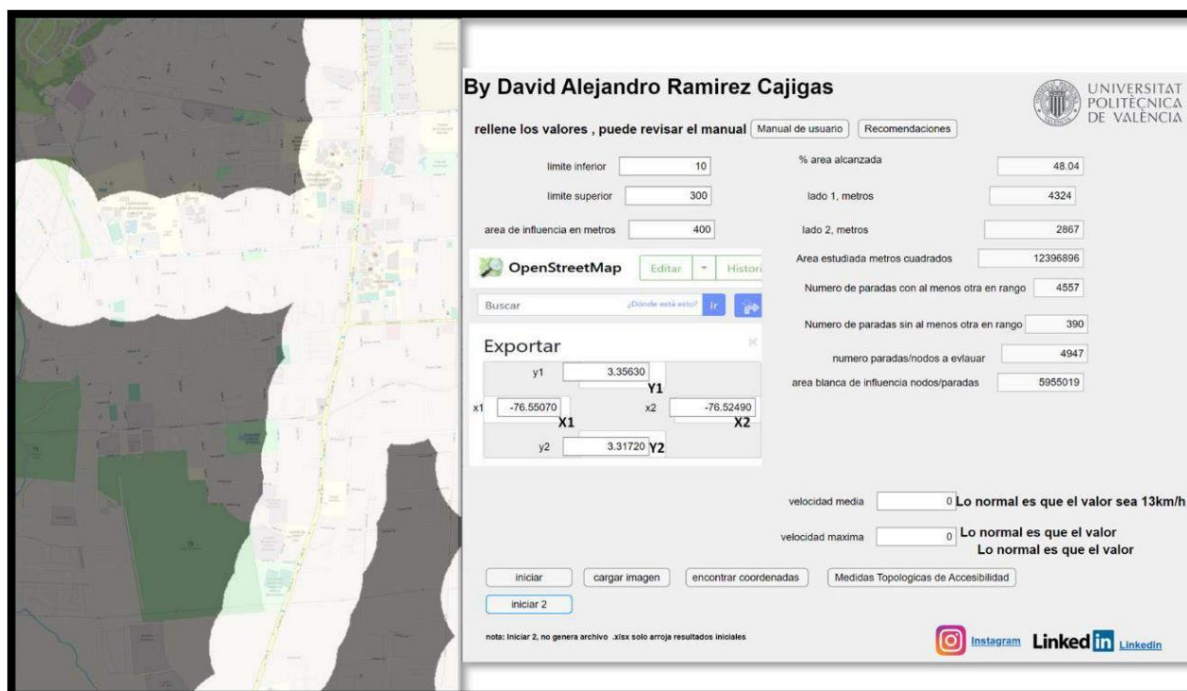 By David Alejandro Ramirez Cajigas
UNIVERSITAT
POLITÈCNICA
DE VALÈNCIA
rellene los valores , puede revisar el manual Manual de usuario Recomendaciones
limite inferior 10
% area alcanzada 48.04
limite superior 300
lado 1, metros 4324
area de influencia en metros 400
lado 2, metros 2867
Area estudiada metros cuadrados 12396896
OpenStreetMap Editar Histori
Numero de paradas con al menos otra en rango 4557
Buscar ¿Dónde está esto? Ir
Numero de paradas sin al menos otra en rango 390
Exportar
numero paradas/nodos a evlauar 4947
y1 3.35630
Y1
area blanca de influencia nodos/paradas 5955019
x1 -76.55070 x2 -76.52490
X1 X2
y2 3.31720 Y2
velocidad media 0 Lo normal es que el valor sea 13km/h
velocidad maxima 0 Lo normal es que el valor
Lo normal es que el valor
iniciar cargar imagen encontrar coordenadas Medidas Topologicas de Accesibilidad
iniciar 2
nota: Iniciar 2, no genera archivo .xlsx solo arroja resultados iniciales
Instagram Linked in Linkedin